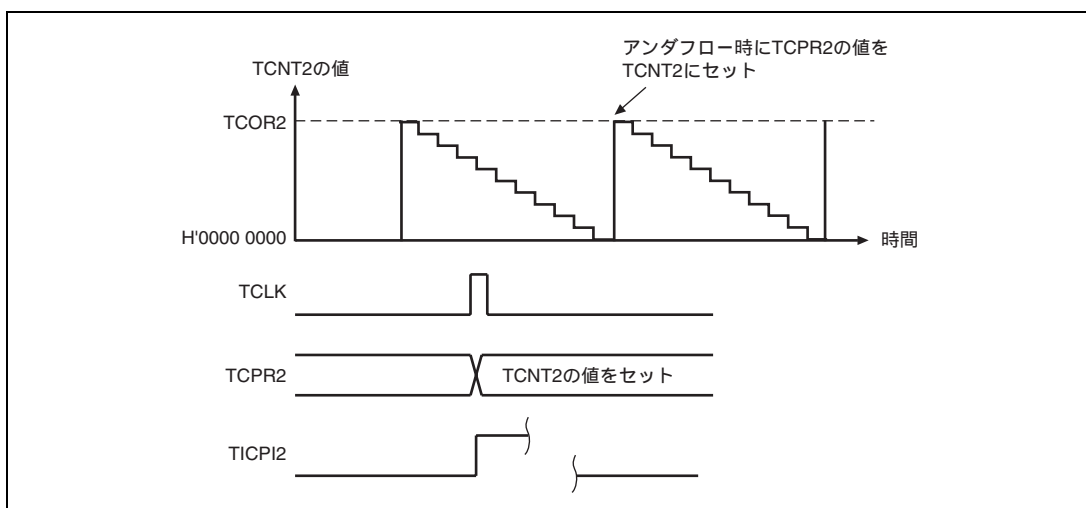 アンダフロー時にTCPR2の値を
TCNT2にセット
TCNT2の値
TCOR2
H'0000 0000
時間
TCLK
TCPR2
TCNT2の値をセット
TICPI2